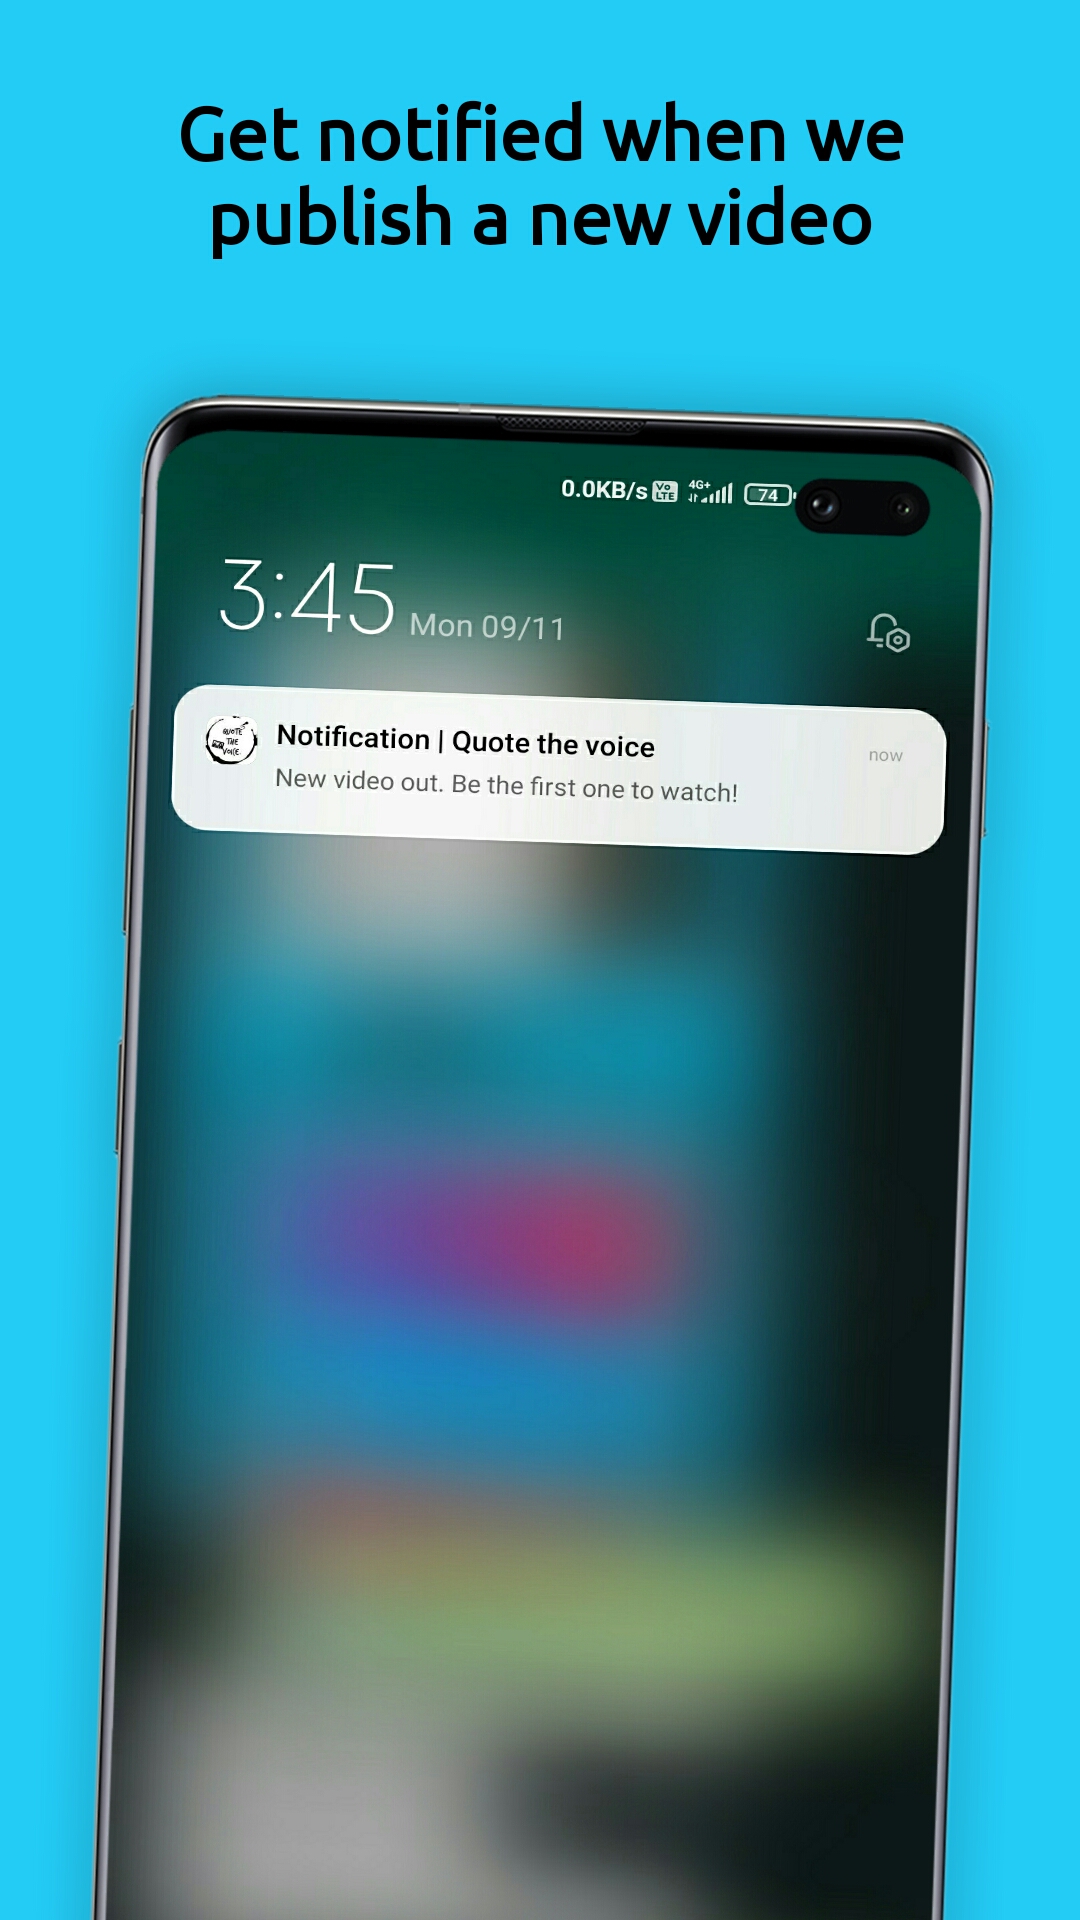 Get notified when we
publish a new video
0.0KB/s Vo LTE 4G+ 74
3:45 Mon 09/11
Notification | Quote the voice
now
QUOTE
THE
VOICE
New video out. Be the first one to watch!